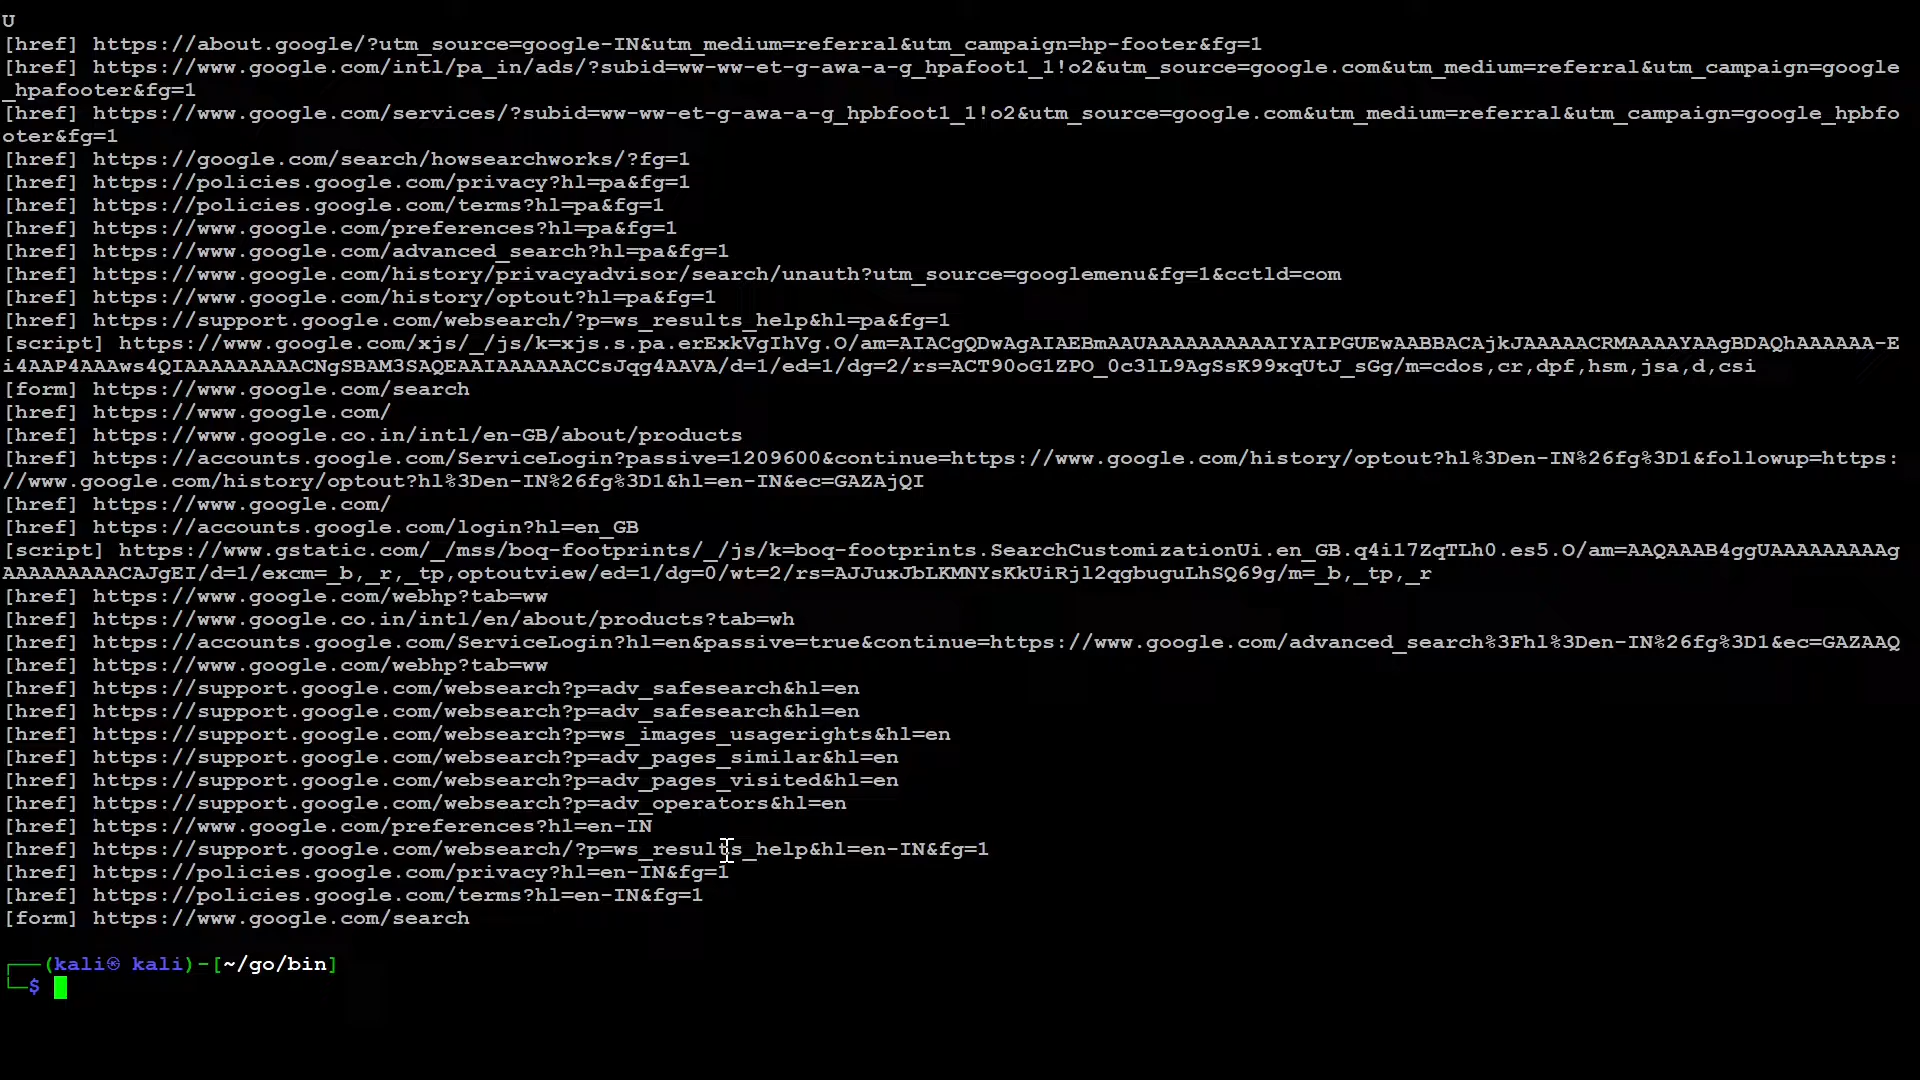 U
[href] https://about.google/?utm_source=google-IN&utm_medium=referral&utm_campaign=hp-footer&fg=1
[href] https://www.google.com/intl/pa_in/ads/?subid=ww-ww-et-g-awa-a-g_hpafoot1_1!o2&utm_source=google.com&utm_medium=referral&utm_campaign=google
_hpafooter&fg=1
[href] https://www.google.com/services/?subid=ww-ww-et-g-awa-a-g_hpbfoot1_1!o2&utm_source=google.com&utm_medium=referral&utm_campaign=google_hpbfo
oter&fg=1
[href] https://google.com/search/howsearchworks/?fg=1
[href] https://policies.google.com/privacy?hl=pa&fg=1
[href] https://policies.google.com/terms?hl=pa&fg=1
[href] https://www.google.com/preferences?hl=pa&fg=1
[href] https://www.google.com/advanced_search?hl=pa&fg=1
[href] https://www.google.com/history/privacyadvisor/search/unauth?utm_source=googlemenu&fg=1&cctld=com
[href] https://www.google.com/history/optout?hl=pa&fg=1
[href] https://support.google.com/websearch/?p=ws_results_help&hl=pa&fg=1
[script] https://www.google.com/xjs/_/js/k=xjs.s.pa.erExkVgIhVg.O/am=AIACgQDwAgAIAEBmAAUAAAAAAAAAAIYAIPGUEwAABBACAjkJAAAAACRMAAAAYAAgBDAQhAAAAAA-E
i4AAP4AAAws4QIAAAAAAAAACNgSBAM3SAQEAAIAAAAAACCsJqg4AAVA/d=1/ed=1/dg=2/rs=ACT90oG1ZPO_0c3lL9AgSsK99xqUtJ_sGg/m=cdos,cr,dpf,hsm,jsa,d,csi
[form] https://www.google.com/search
[href] https://www.google.com/
[href] https://www.google.co.in/intl/en-GB/about/products
[href] https://accounts.google.com/ServiceLogin?passive=1209600&continue=https://www.google.com/history/optout?hl%3Den-IN%26fg%3D1&followup=https:
//www.google.com/history/optout?hl%3Den-IN%26fg%3D1&hl=en-IN&ec=GAZAjQI
[href] https://www.google.com/
[href] https://accounts.google.com/login?hl=en_GB
[script] https://www.gstatic.com/_/mss/boq-footprints/_/js/k=boq-footprints.SearchCustomizationUi.en_GB.q4i17ZqTLh0.es5.O/am=AAQAAAB4ggUAAAAAAAAAg
AAAAAAAAACAJgEI/d=1/excm=_b,_r,_tp,optoutview/ed=1/dg=0/wt=2/rs=AJJuxJbLKMNYsKkUiRjl2qgbuguLhSQ69g/m=_b,_tp,_r
[href] https://www.google.com/webhp?tab=ww
[href] https://www.google.co.in/intl/en/about/products?tab=wh
[href] https://accounts.google.com/ServiceLogin?hl=en&passive=true&continue=https://www.google.com/advanced_search%3Fhl%3Den-IN%26fg%3D1&ec=GAZAAQ
[href] https://www.google.com/webhp?tab=ww
[href] https://support.google.com/websearch?p=adv_safesearch&hl=en
[href] https://support.google.com/websearch?p=adv_safesearch&hl=en
[href] https://support.google.com/websearch?p=ws_images_usagerights&hl=en
[href] https://support.google.com/websearch?p=adv_pages_similar&hl=en
[href] https://support.google.com/websearch?p=adv_pages_visited&hl=en
[href] https://support.google.com/websearch?p=adv_operators&hl=en
[href] https://www.google.com/preferences?hl=en-IN
[href] https://support.google.com/websearch/?p=ws_results_help&hl=en-IN&fg=1
[href] https://policies.google.com/privacy?hl=en-IN&fg=1
[href] https://policies.google.com/terms?hl=en-IN&fg=1
[form] https://www.google.com/search
┌──(kali㉿ kali)-[~/go/bin]
└─$